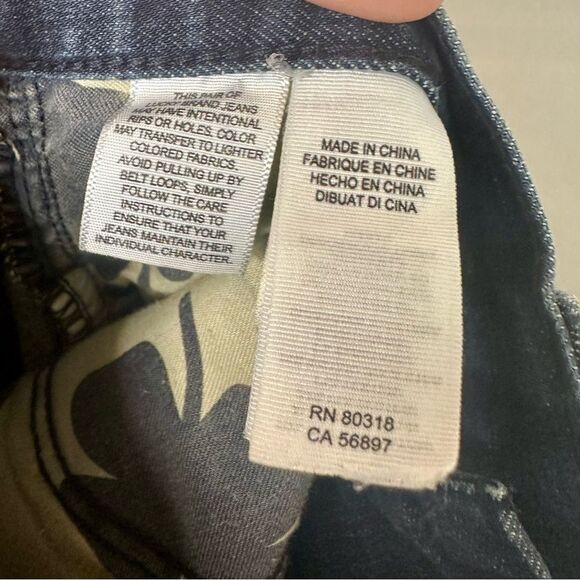 THIS PAIR OF
LUCKY BRAND JEANS
MAY HAVE INTENTIONAL
RIPS OR HOLES. COLOR
MAY TRANSFER TO LIGHTER
COLORED FABRICS.
AVOID PULLING UP BY
BELT LOOPS, SIMPLY
FOLLOW THE CARE
INSTRUCTIONS TO
ENSURE THAT YOUR
JEANS MAINTAIN THEIR
INDIVIDUAL CHARACTER.
MADE IN CHINA
FABRIQUE EN CHINE
HECHO EN CHINA
DIBUAT DI CINA
RN 80318
CA 56897